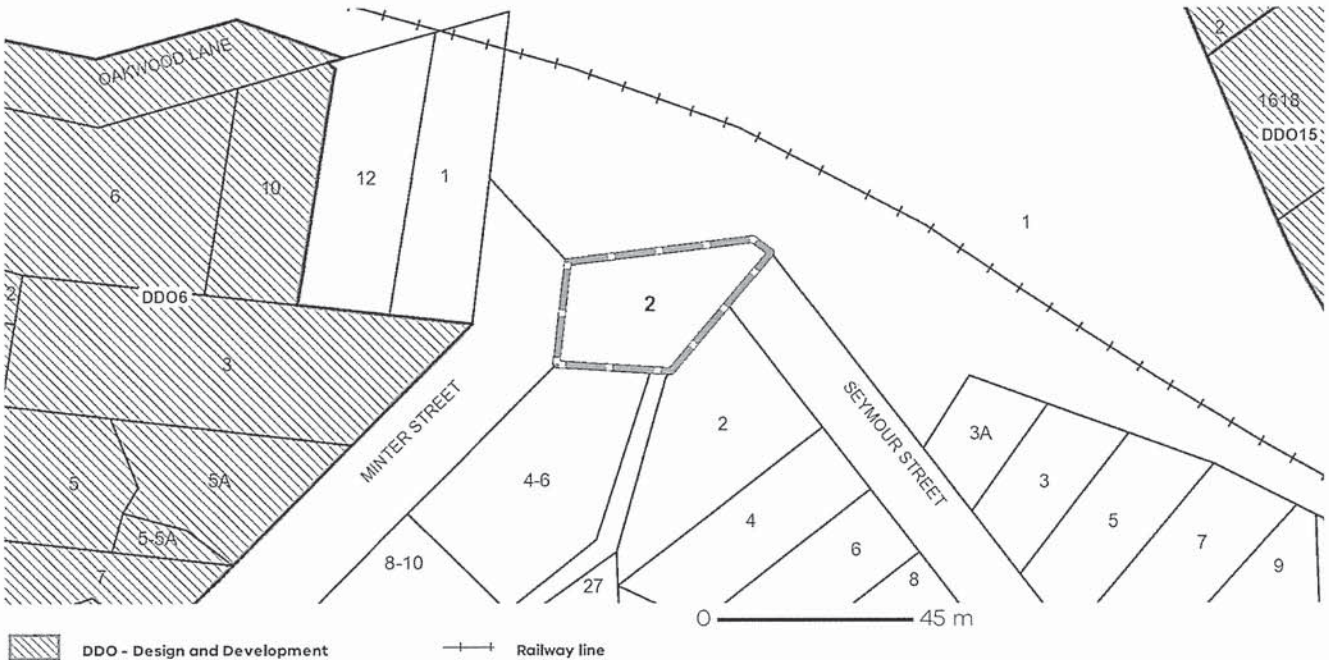 OAKWOOD LANE
2
1618
DDO15
6
10
12
1
1
2
DDO6
2
3
MINTER STREET
SEYMOUR STREET
2
3A
3
5
5A
4-6
4
5
7
5-5A
6
9
7
8-10
27
8
0 45 m
DDO - Design and Development
Railway line